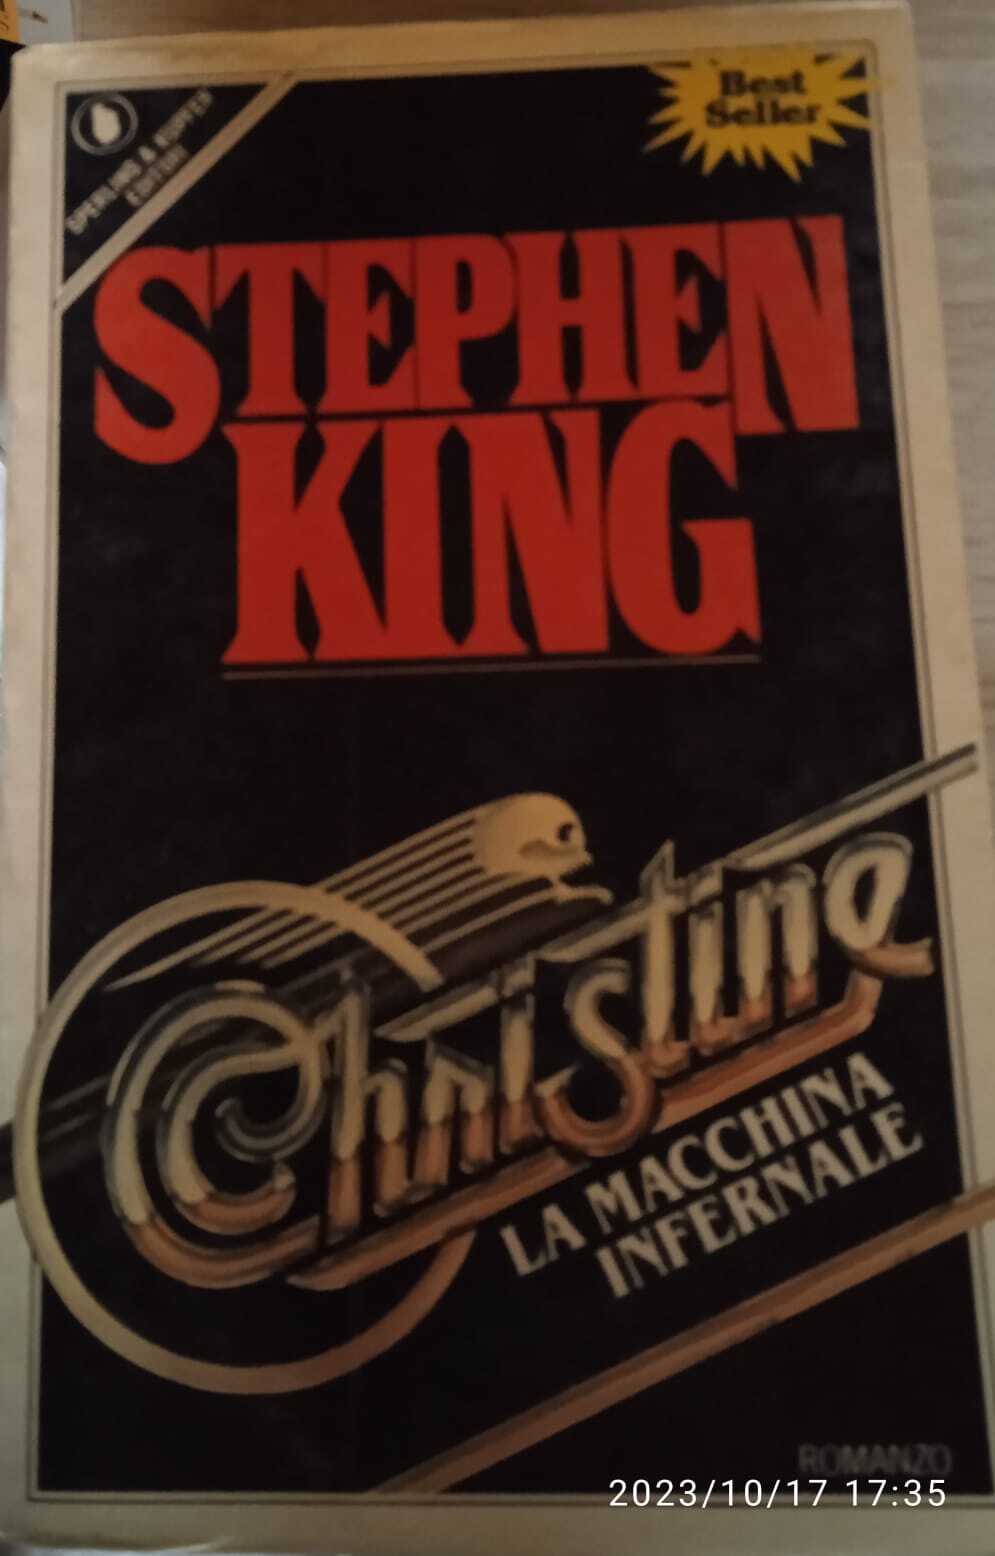 Best
Seller
SPERLING & KUPFER
EDITORI
STEPHEN
KING
Christine
LA MACCHINA
INFERNALE
ROMANZO
2023/10/17 17:35